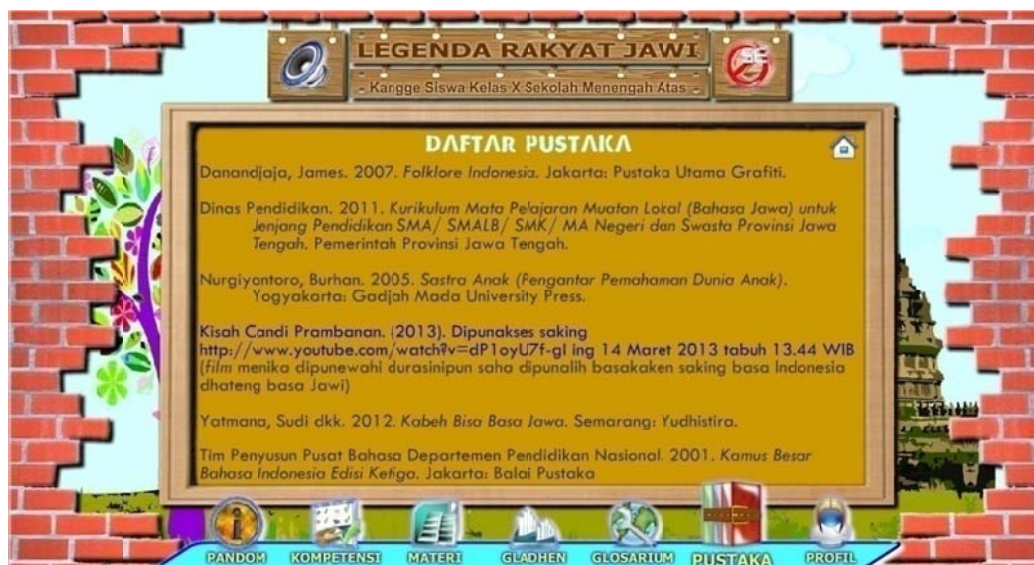 LEGENDA RAKYAT JAWI
Kangge Siswa Kelas X Sekolah Menengah Atas
DAFTAR PUSTAKA
Danandjaja, James. 2007. Folklore Indonesia. Jakarta: Pustaka Utama Grafiti.
Dinas Pendidikan. 2011. Kurikulum Mata Pelajaran Muatan Lokal (Bahasa Jawa) untuk
Jenjang Pendidikan SMA/ SMALB/ SMK/ MA Negeri dan Swasta Provinsi Jawa
Tengah. Pemerintah Provinsi Jawa Tengah.
Nurgiyantoro, Burhan. 2005. Sastra Anak (Pengantar Pemahaman Dunia Anak).
Yogyakarta: Gadjah Mada University Press.
Kisah Candi Prambanan. (2013). Dipunakses saking
http://www.youtube.com/watch?v=dP1oyU7f-gI ing 14 Maret 2013 tabuh 13.44 WIB
(film menika dipunewahi durasinipun saha dipunalih basakaken saking basa Indonesia
dhateng basa Jawi)
Yatmana, Sudi dkk. 2012. Kabeh Bisa Basa Jawa. Semarang: Yudhistira.
Tim Penyusun Pusat Bahasa Departemen Pendidikan Nasional. 2001. Kamus Besar
Bahasa Indonesia Edisi Ketiga. Jakarta: Balai Pustaka
PANDOM KOMPETENSI MATERI GLADHEN GLOSARIUM PUSTAKA PROFIL